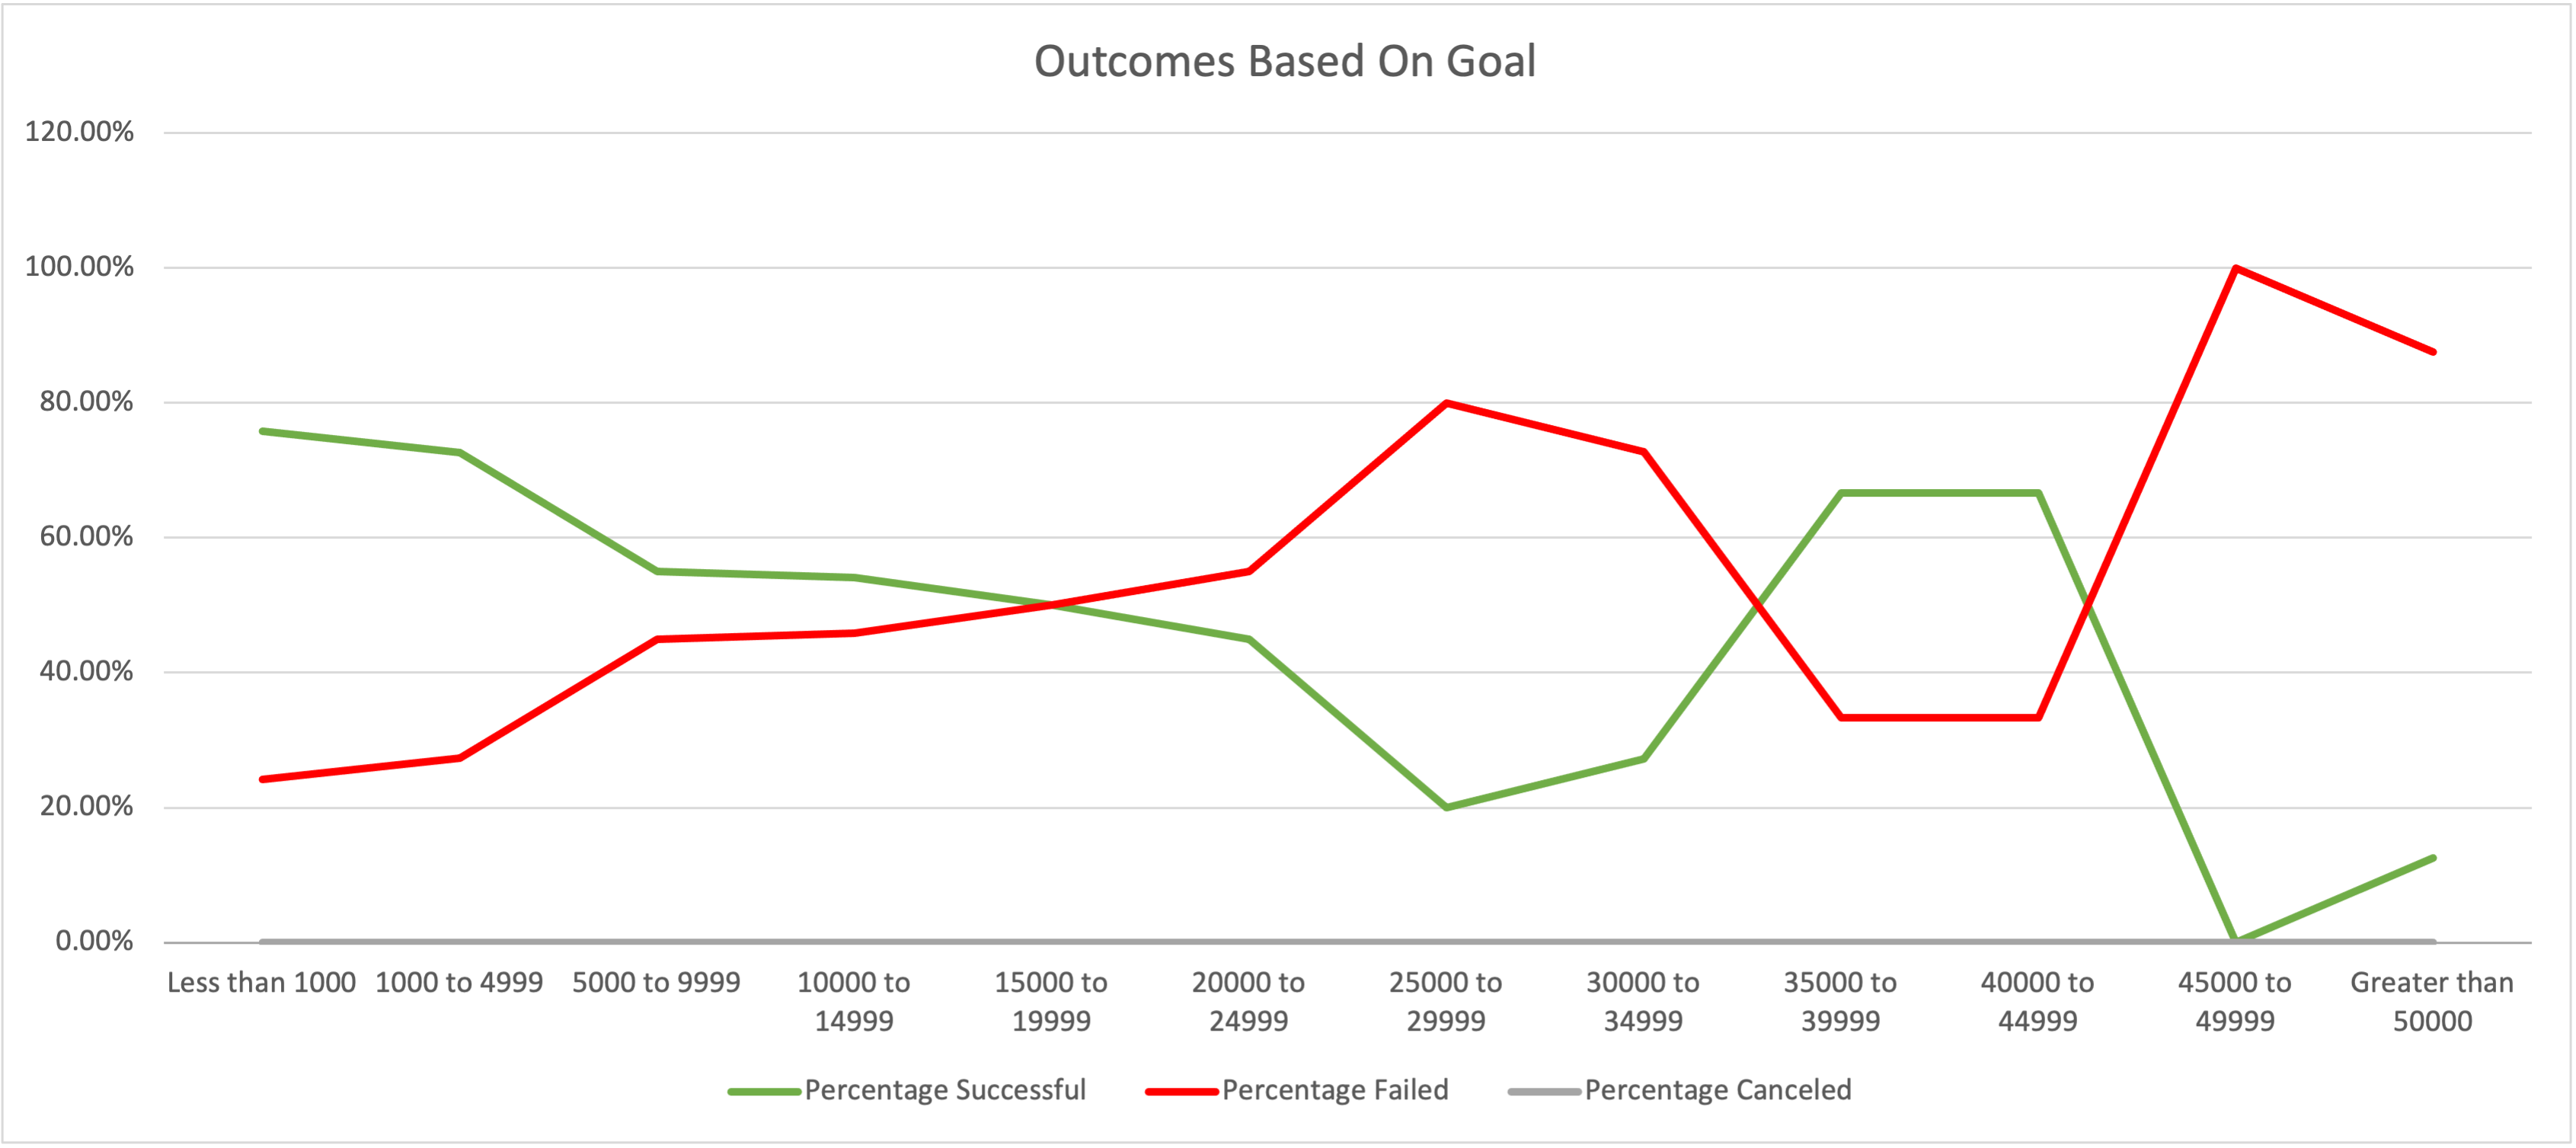 Outcomes Based On Goal
120.00%
100.00%
80.00%
60.00%
40.00%
20.00%
0.00%
Less than 1000
1000 to 4999
5000 to 9999
10000 to
14999
15000 to
19999
20000 to
24999
25000 to
29999
30000 to
34999
35000 to
39999
40000 to
44999
45000 to
49999
Greater than
50000
Percentage Successful
Percentage Failed
Percentage Canceled